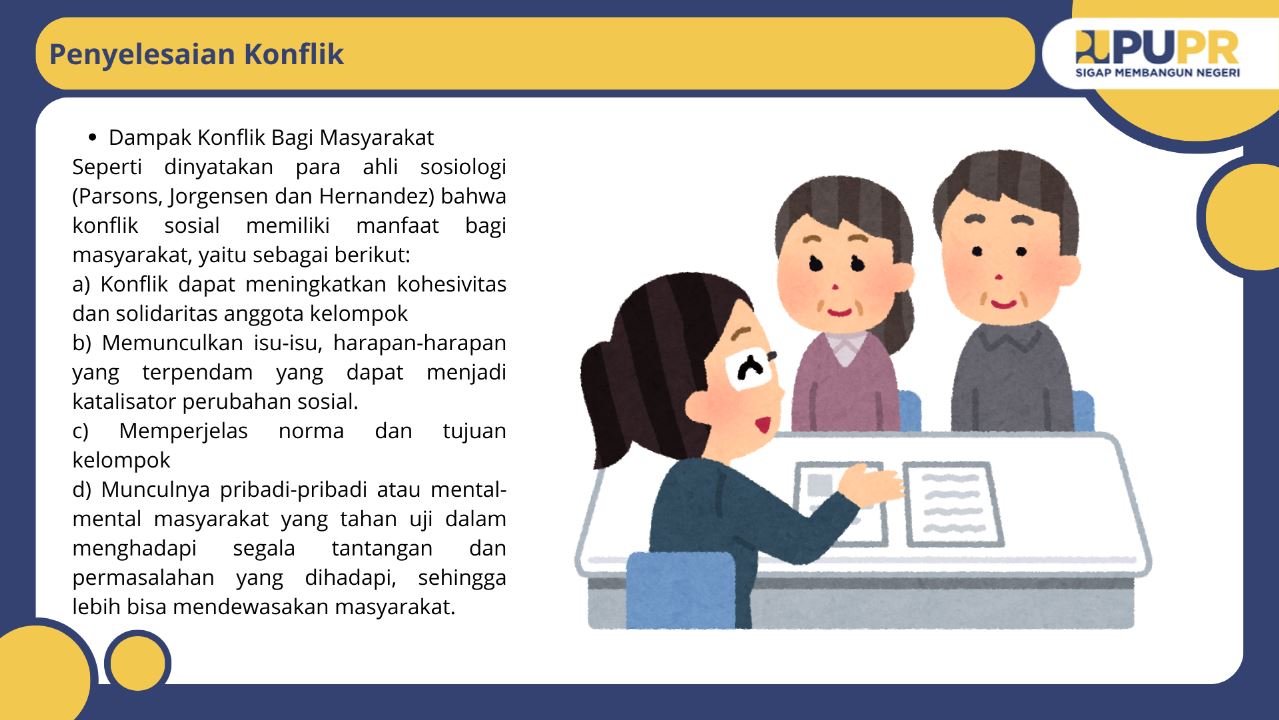 Penyelesaian Konflik
PUPR
SIGAP MEMBANGUN NEGERI
• Dampak Konflik Bagi Masyarakat
Seperti dinyatakan para ahli sosiologi
(Parsons, Jorgensen dan Hernandez) bahwa
konflik sosial memiliki manfaat bagi
masyarakat, yaitu sebagai berikut:
a) Konflik dapat meningkatkan kohesivitas
dan solidaritas anggota kelompok
b) Memunculkan isu-isu, harapan-harapan
yang terpendam yang dapat menjadi
katalisator perubahan sosial.
c) Memperjelas norma dan tujuan
kelompok
d) Munculnya pribadi-pribadi atau mental-
mental masyarakat yang tahan uji dalam
menghadapi segala tantangan dan
permasalahan yang dihadapi, sehingga
lebih bisa mendewasakan masyarakat.